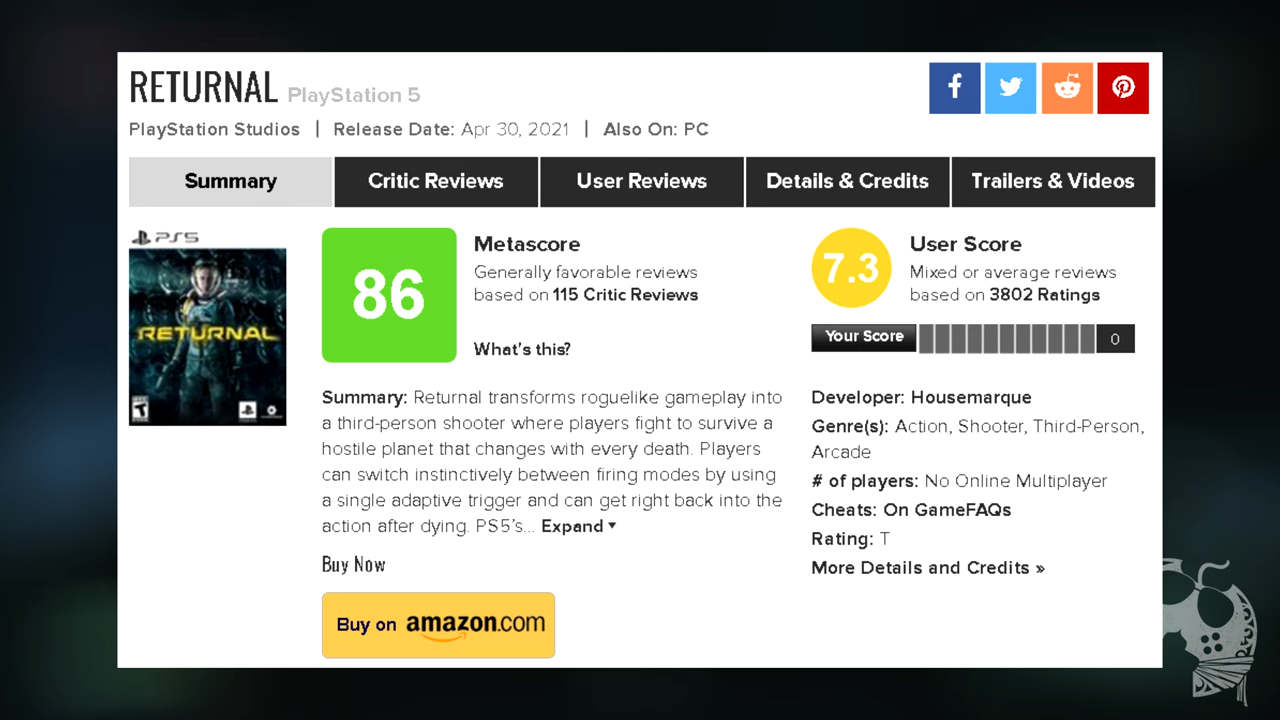 RETURNAL PlayStation 5
PlayStation Studios | Release Date: Apr 30, 2021 | Also On: PC
Summary Critic Reviews User Reviews Details & Credits Trailers & Videos
PS5
RETURNAL
T
86
Metascore
Generally favorable reviews
based on 115 Critic Reviews
What's this?
Summary: Returnal transforms roguelike gameplay into
a third-person shooter where players fight to survive a
hostile planet that changes with every death. Players
can switch instinctively between firing modes by using
a single adaptive trigger and can get right back into the
action after dying. PS5's... Expand
Buy Now
Buy on amazon.com
7.3
User Score
Mixed or average reviews
based on 3802 Ratings
Your Score 0
Developer: Housemarque
Genre(s): Action, Shooter, Third-Person,
Arcade
# of players: No Online Multiplayer
Cheats: On GameFAQs
Rating: T
More Details and Credits »